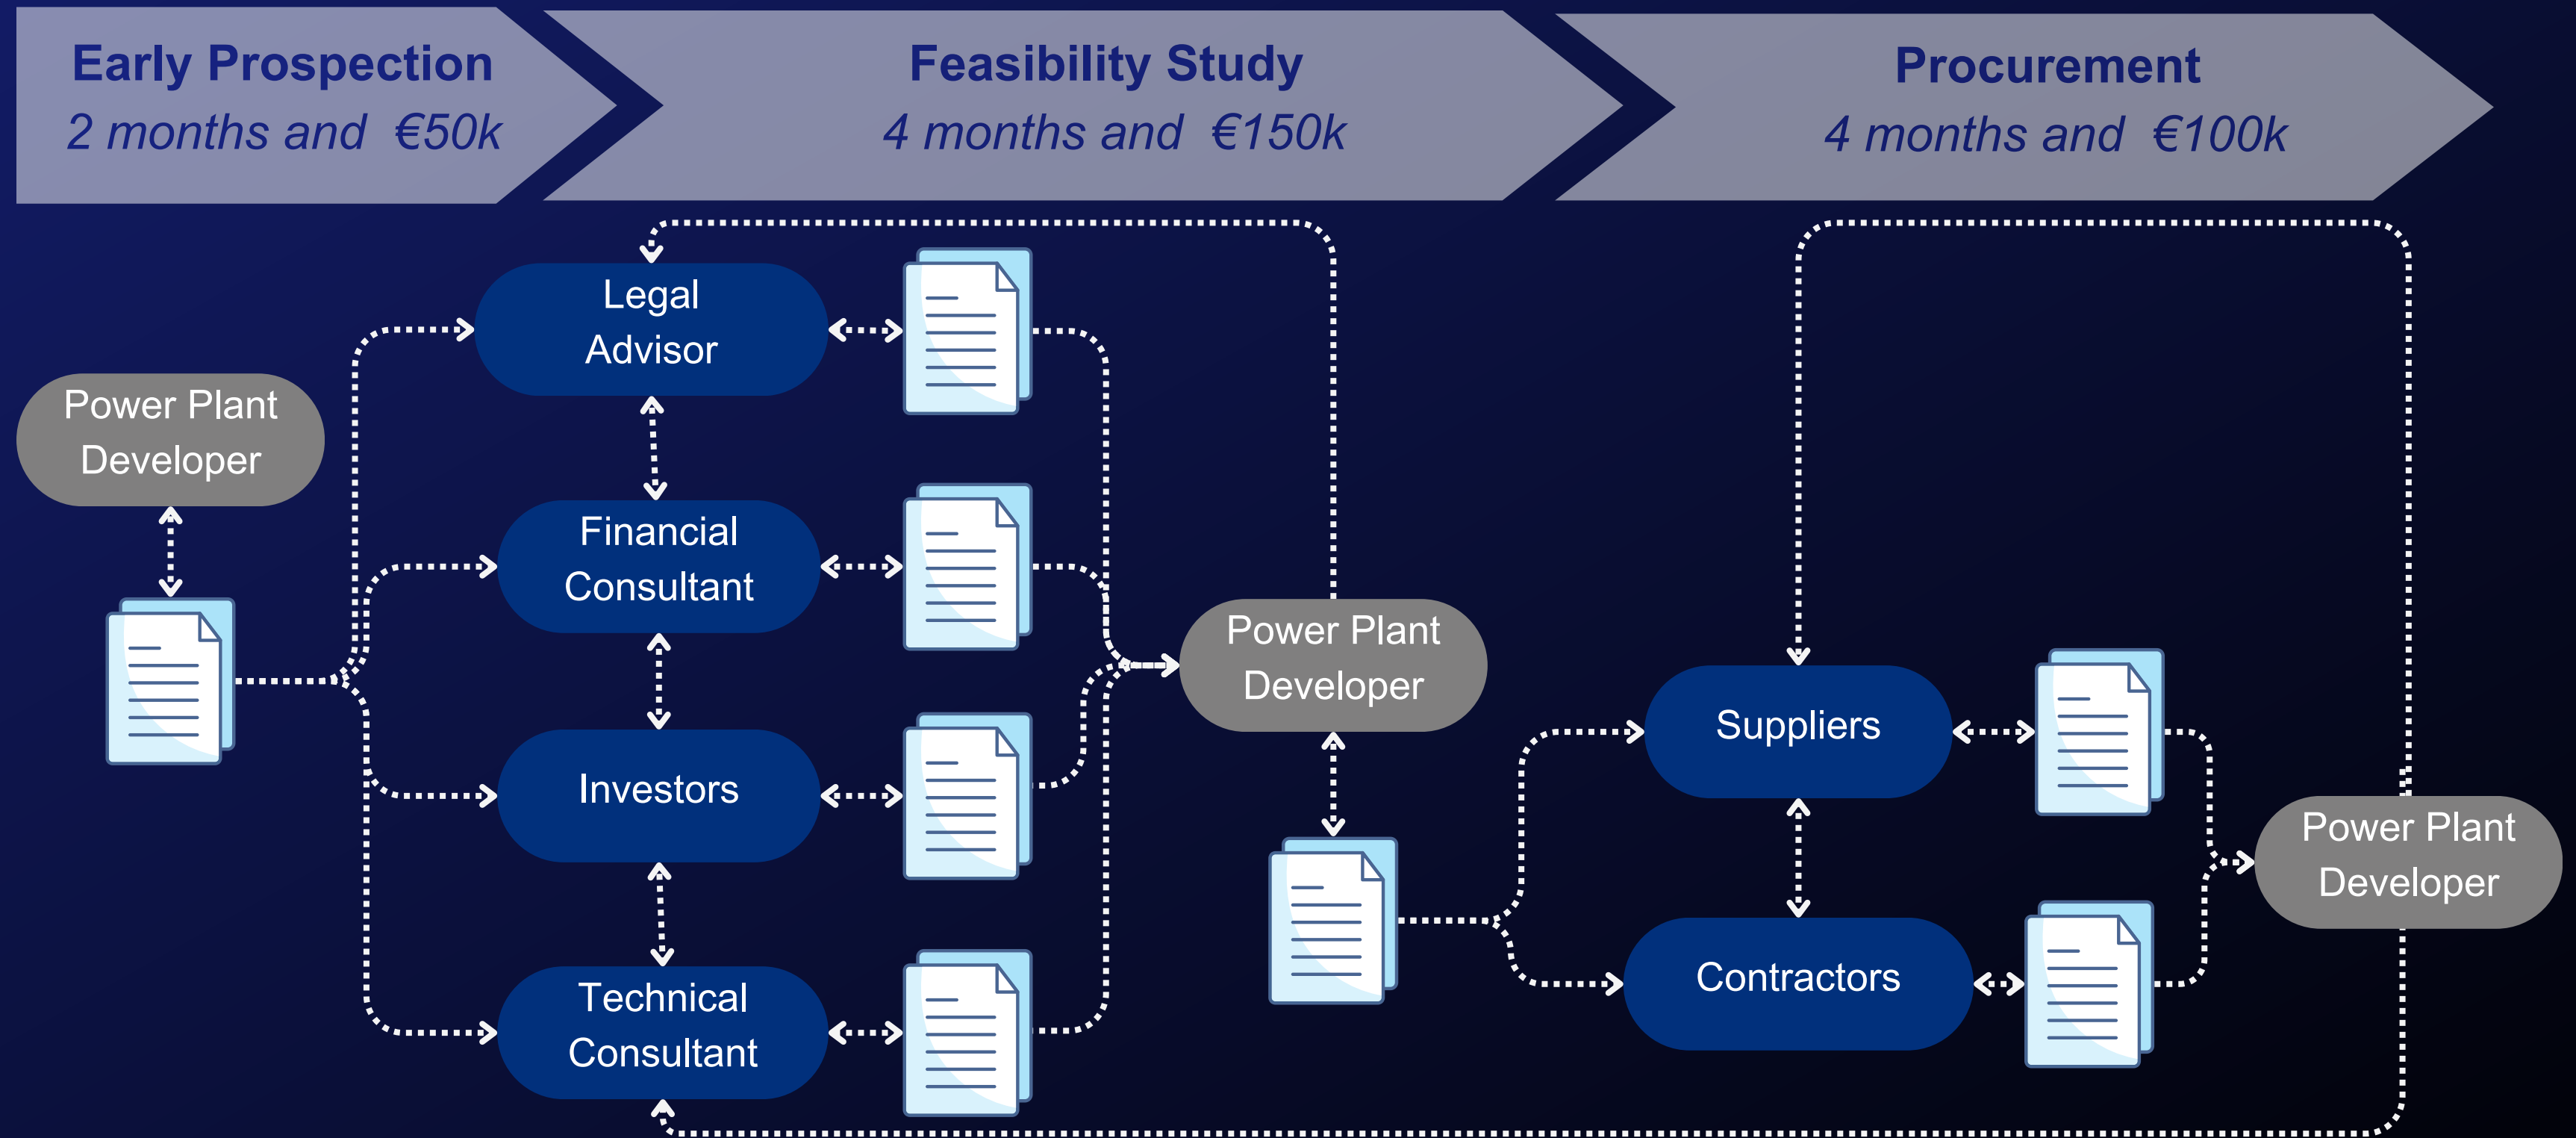 Early Prospection
2 months and €50k
Feasibility Study
4 months and €150k
Procurement
4 months and €100k
Power Plant
Developer
Legal
Advisor
Financial
Consultant
Investors
Technical
Consultant
Power Plant
Developer
Suppliers
Contractors
Power Plant
Developer